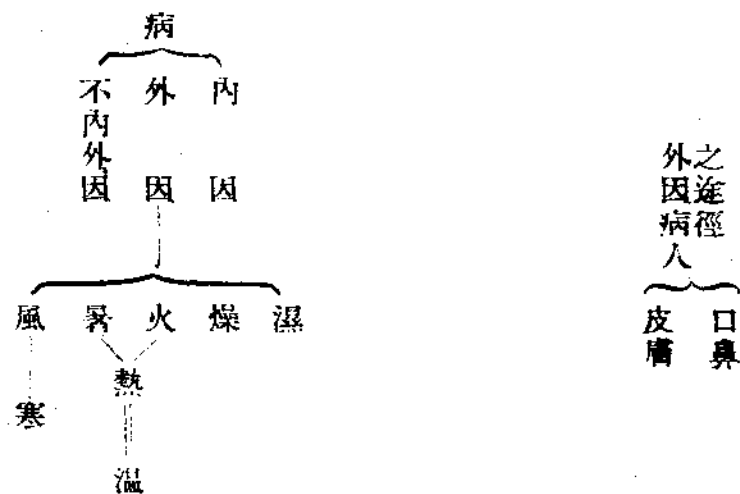 病
內因
外因
不內外因
濕
燥
火
暑
風
熱
寒
温
之途徑
外因病人
口鼻
皮膚